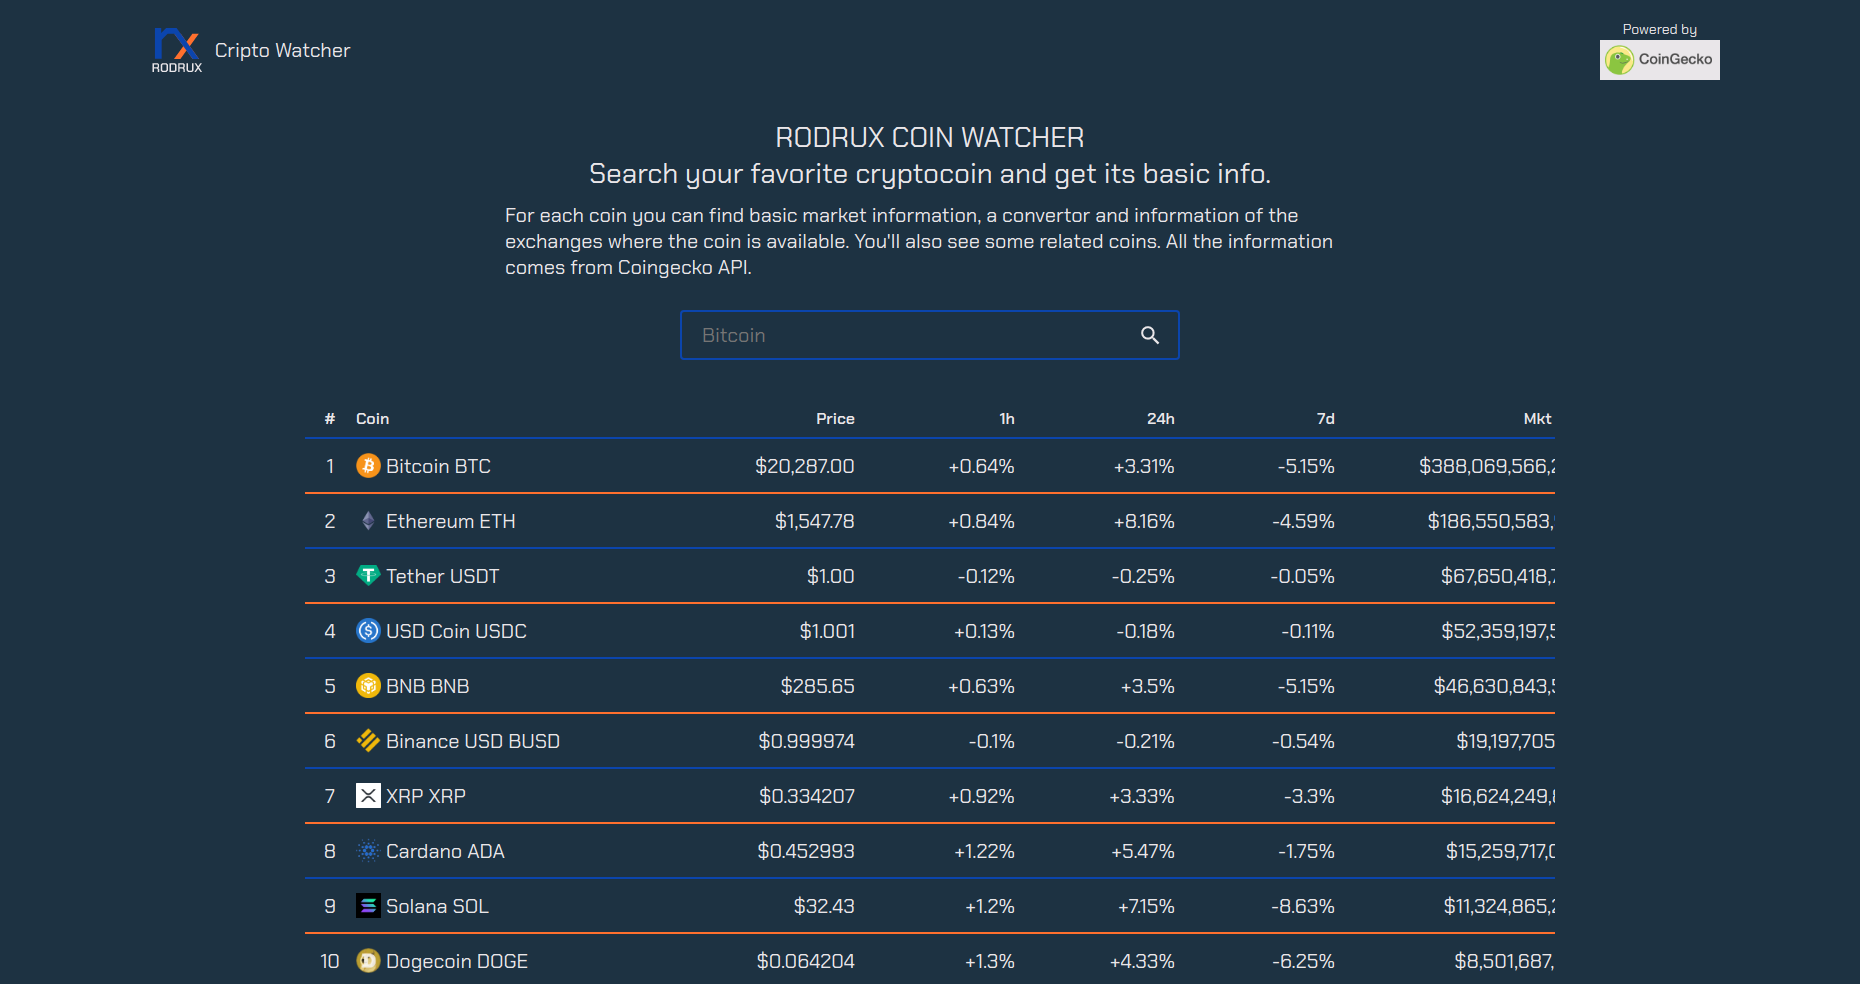 RODRUX
Cripto Watcher
Powered by
CoinGecko
RODRUX COIN WATCHER
Search your favorite cryptocoin and get its basic info.
For each coin you can find basic market information, a convertor and information of the
exchanges where the coin is available. You'll also see some related coins. All the information
comes from Coingecko API.
Bitcoin
# Coin Price 1h 24h 7d Mkt
1 Bitcoin BTC $20,287.00 +0.64% +3.31% -5.15% $388,069,566,
2 Ethereum ETH $1,547.78 +0.84% +8.16% -4.59% $186,550,583,
3 Tether USDT $1.00 -0.12% -0.25% -0.05% $67,650,418,
4 USD Coin USDC $1.001 +0.13% -0.18% -0.11% $52,359,197,
5 BNB BNB $285.65 +0.63% +3.5% -5.15% $46,630,843,
6 Binance USD BUSD $0.999974 -0.1% -0.21% -0.54% $19,197,705
7 XRP XRP $0.334207 +0.92% +3.33% -3.3% $16,624,249,
8 Cardano ADA $0.452993 +1.22% +5.47% -1.75% $15,259,717,
9 Solana SOL $32.43 +1.2% +7.15% -8.63% $11,324,865,
10 Dogecoin DOGE $0.064204 +1.3% +4.33% -6.25% $8,501,687,